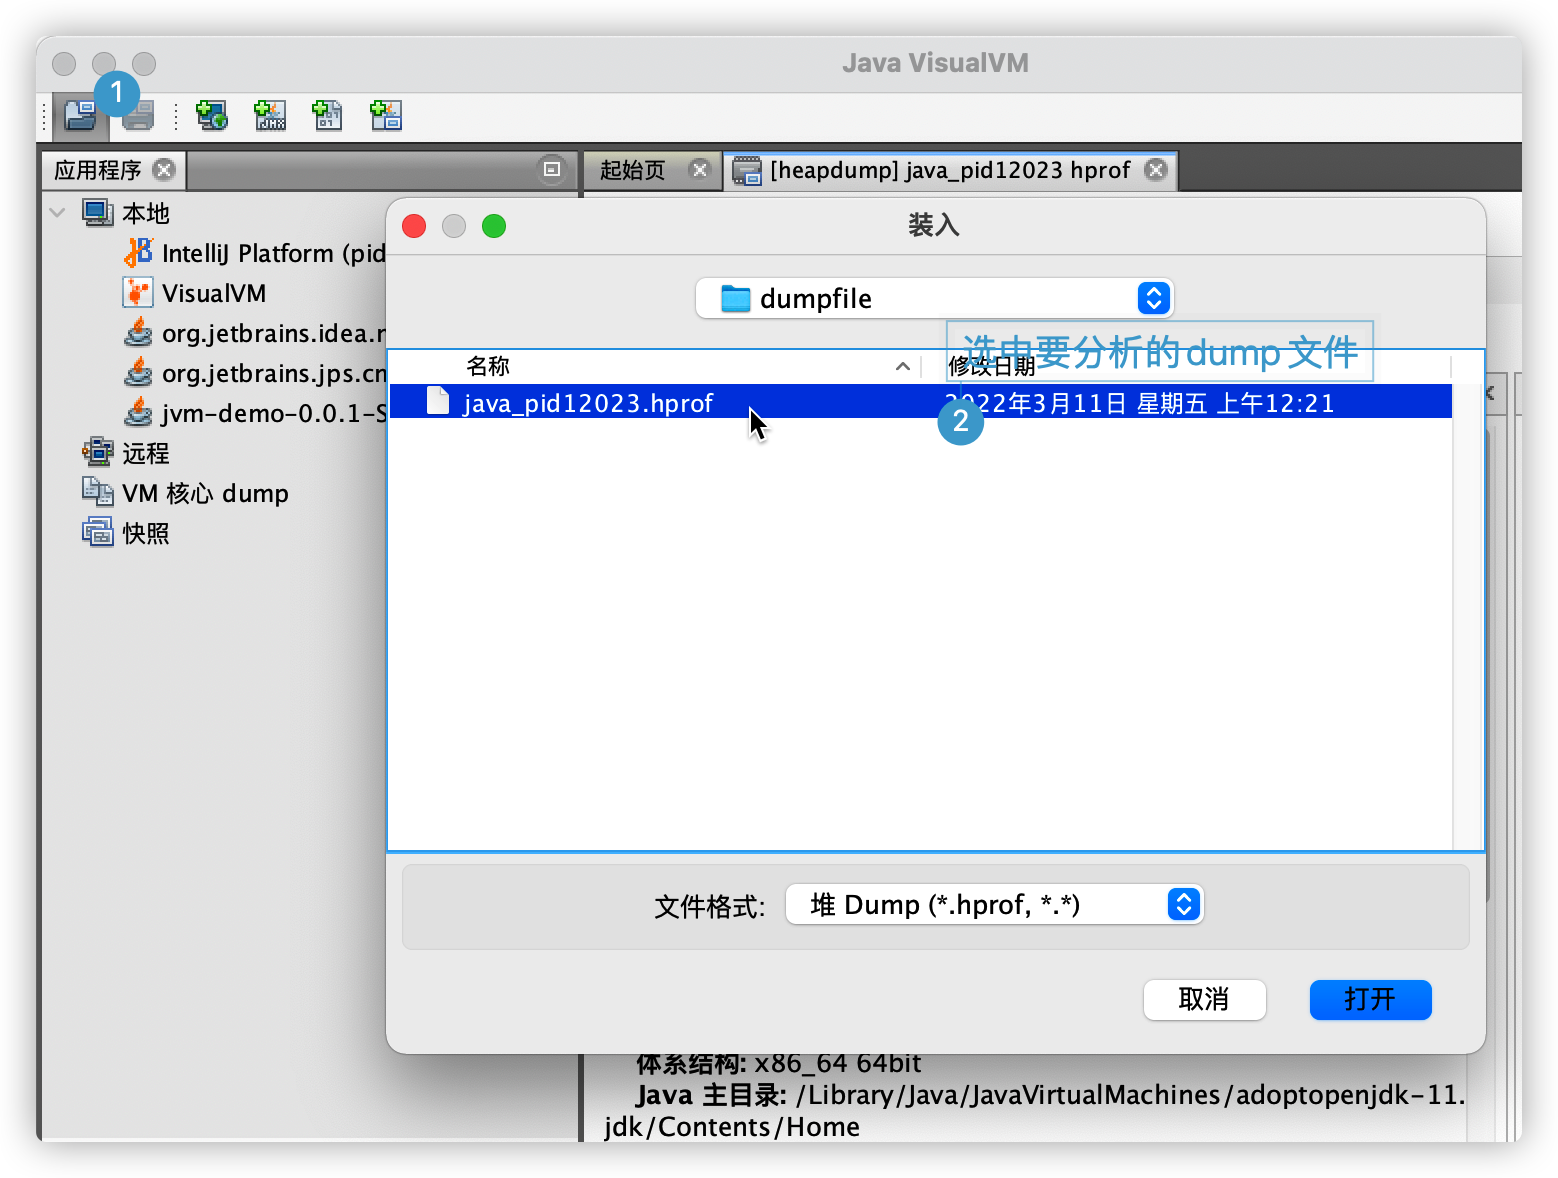 Java VisualVM
1
应用程序
起始页
[heapdump] java_pid12023 hprof
本地
IntelliJ Platform (pid
VisualVM
org.jetbrains.idea.
org.jetbrains.jps.cm
jvm-demo-0.0.1-S
远程
VM 核心 dump
快照
装入
dumpfile
选中要分析的dump文件
名称
修改日期
java_pid12023.hprof
2022年3月11日 星期五 上午12:21
2
文件格式:
堆 Dump (*.hprof, *.*)
取消
打开
体系结构: x86_64 64bit
Java 主目录: /Library/Java/JavaVirtualMachines/adoptopenjdk-11.
jdk/Contents/Home